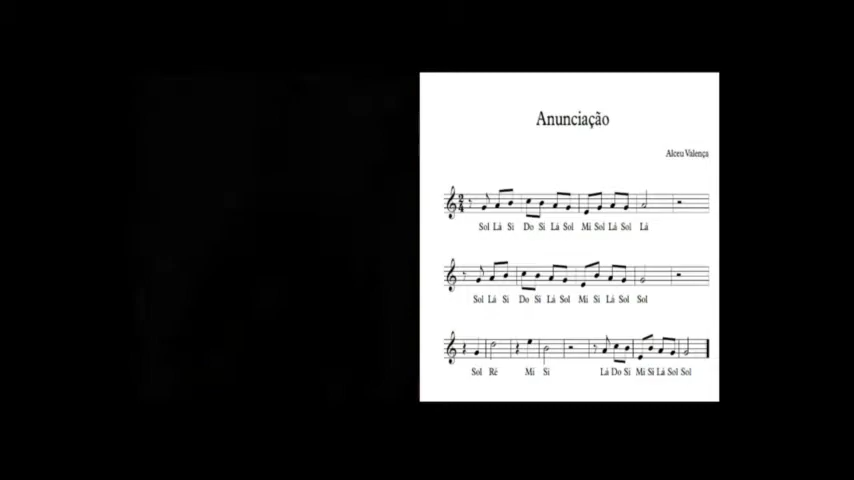 Anunciação
Alceu Valença
2
4
Sol Lá Si Do Si Lá Sol Mi Sol Lá Sol Lá
Sol Lá Si Do Si Lá Sol Mi Si Lá Sol Sol
Sol Ré Mi Si Lá Do Si Mi Si Lá Sol Sol